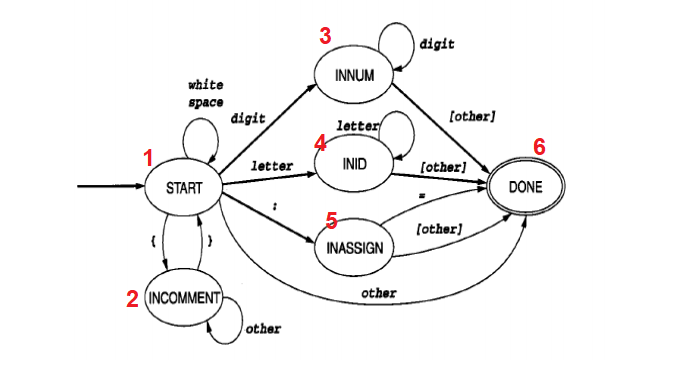 3
digit
INNUM
white
space
digit
[other]
4
letter
6
1
letter
INID
[other]
START
DONE
:
=
5
[other]
INASSIGN
{
}
2
INCOMMENT
other
other